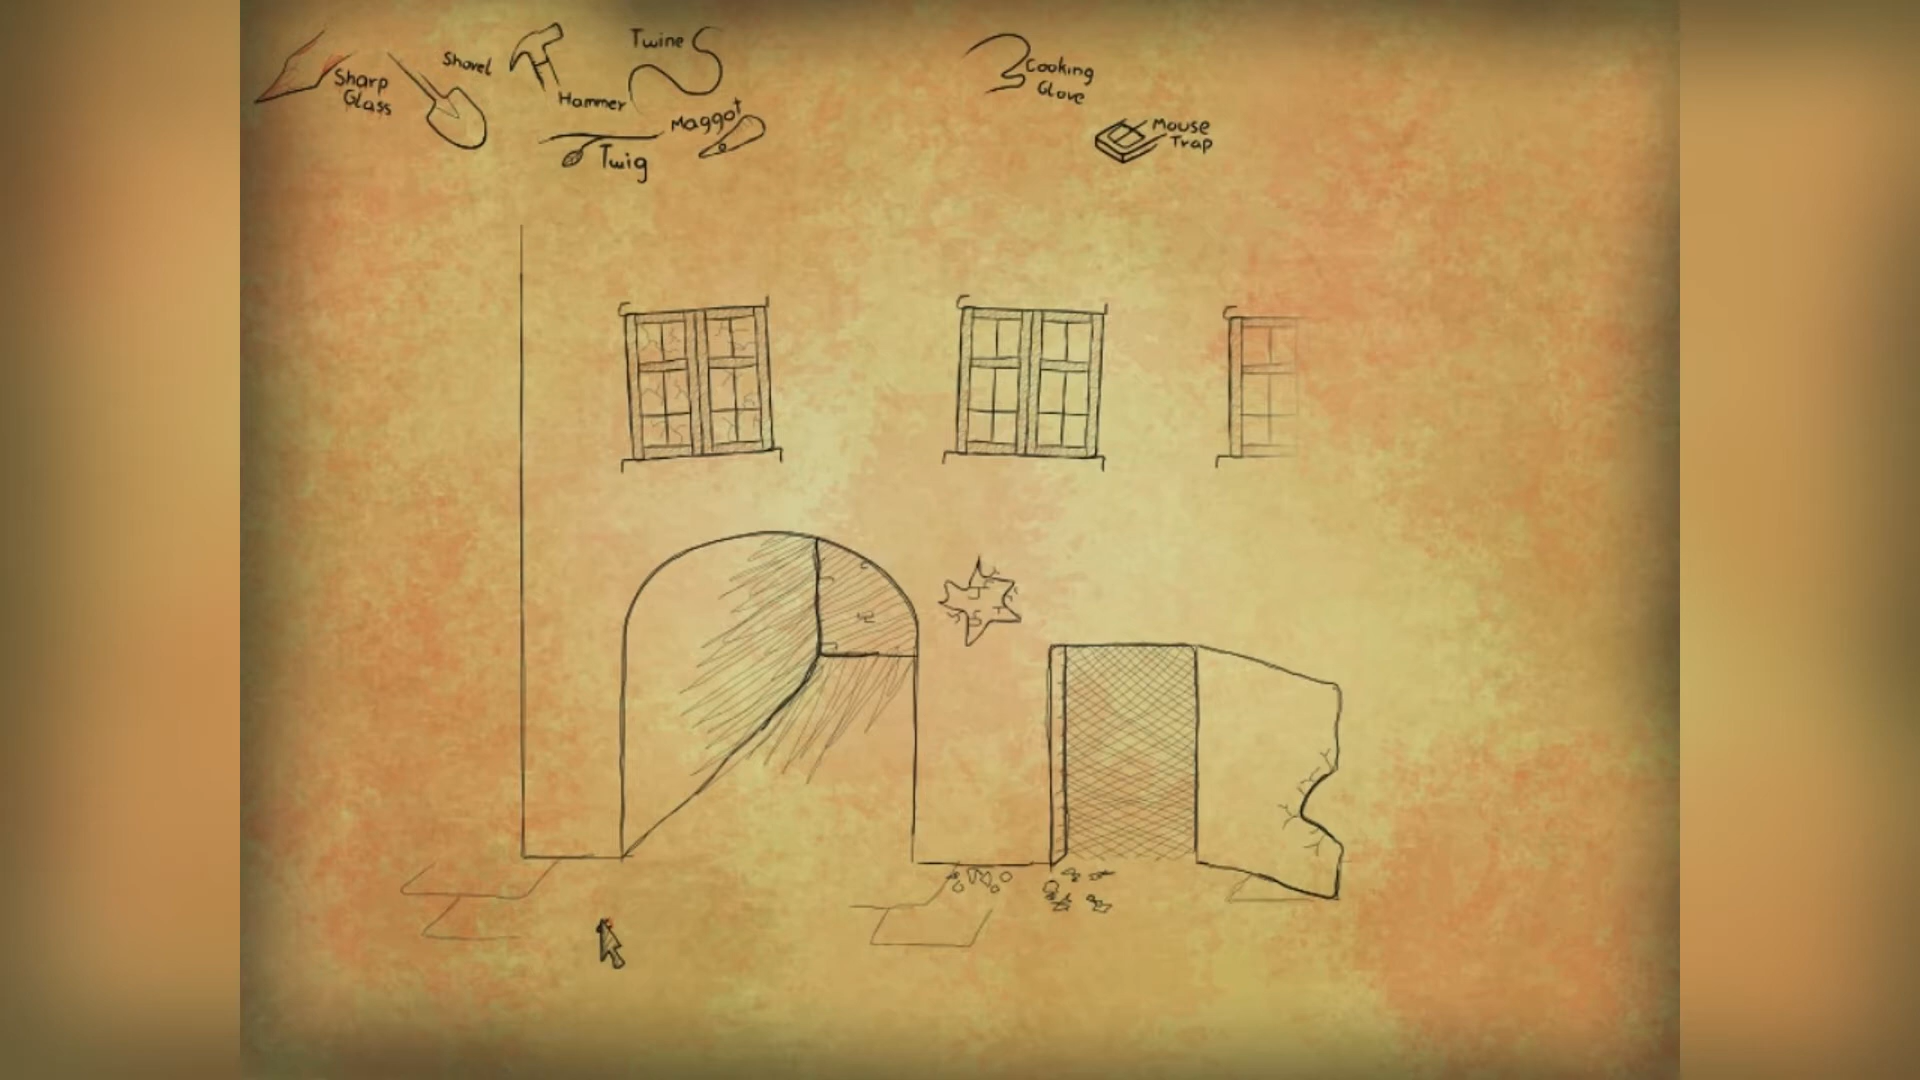 Sharp
Glass
Shovel
Hammer
Twine
Twig
Maggot
Cooking
Glove
Mouse
Trap